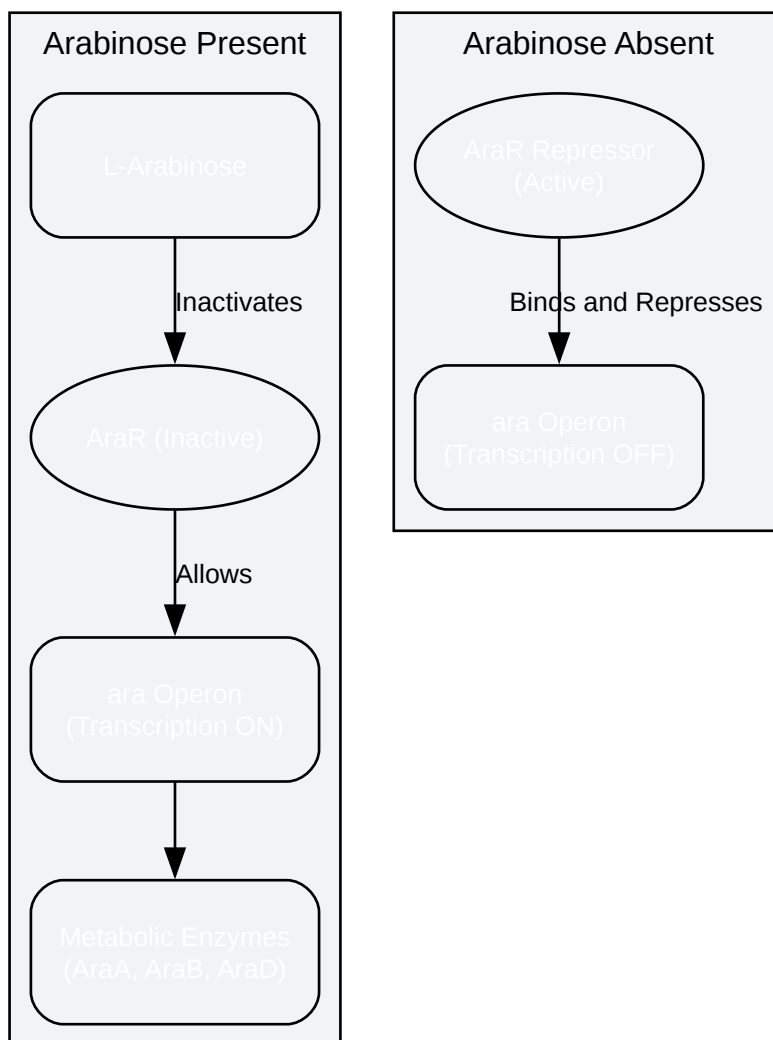 Arabinose Present
L-Arabinose
Inactivates
AraR (Inactive)
Allows
ara Operon
(Transcription ON)
Metabolic Enzymes
(AraA, AraB, AraD)
Arabinose Absent
AraR Repressor
(Active)
Binds and Represses
ara Operon
(Transcription OFF)